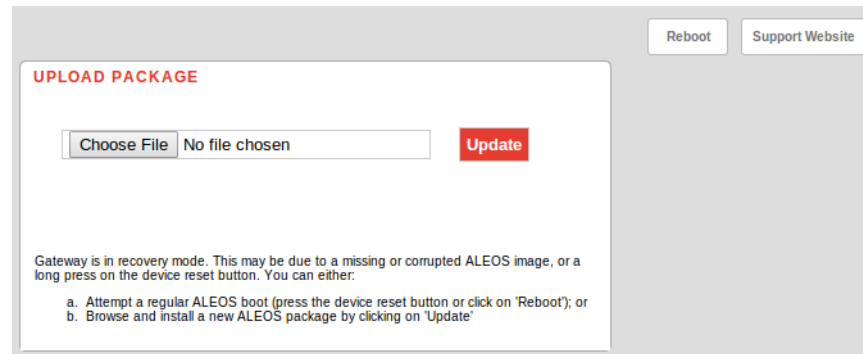 Reboot Support Website
UPLOAD PACKAGE
Choose File No file chosen Update
Gateway is in recovery mode. This may be due to a missing or corrupted ALEOS image, or a
long press on the device reset button. You can either:
a. Attempt a regular ALEOS boot (press the device reset button or click on 'Reboot'); or
b. Browse and install a new ALEOS package by clicking on 'Update'